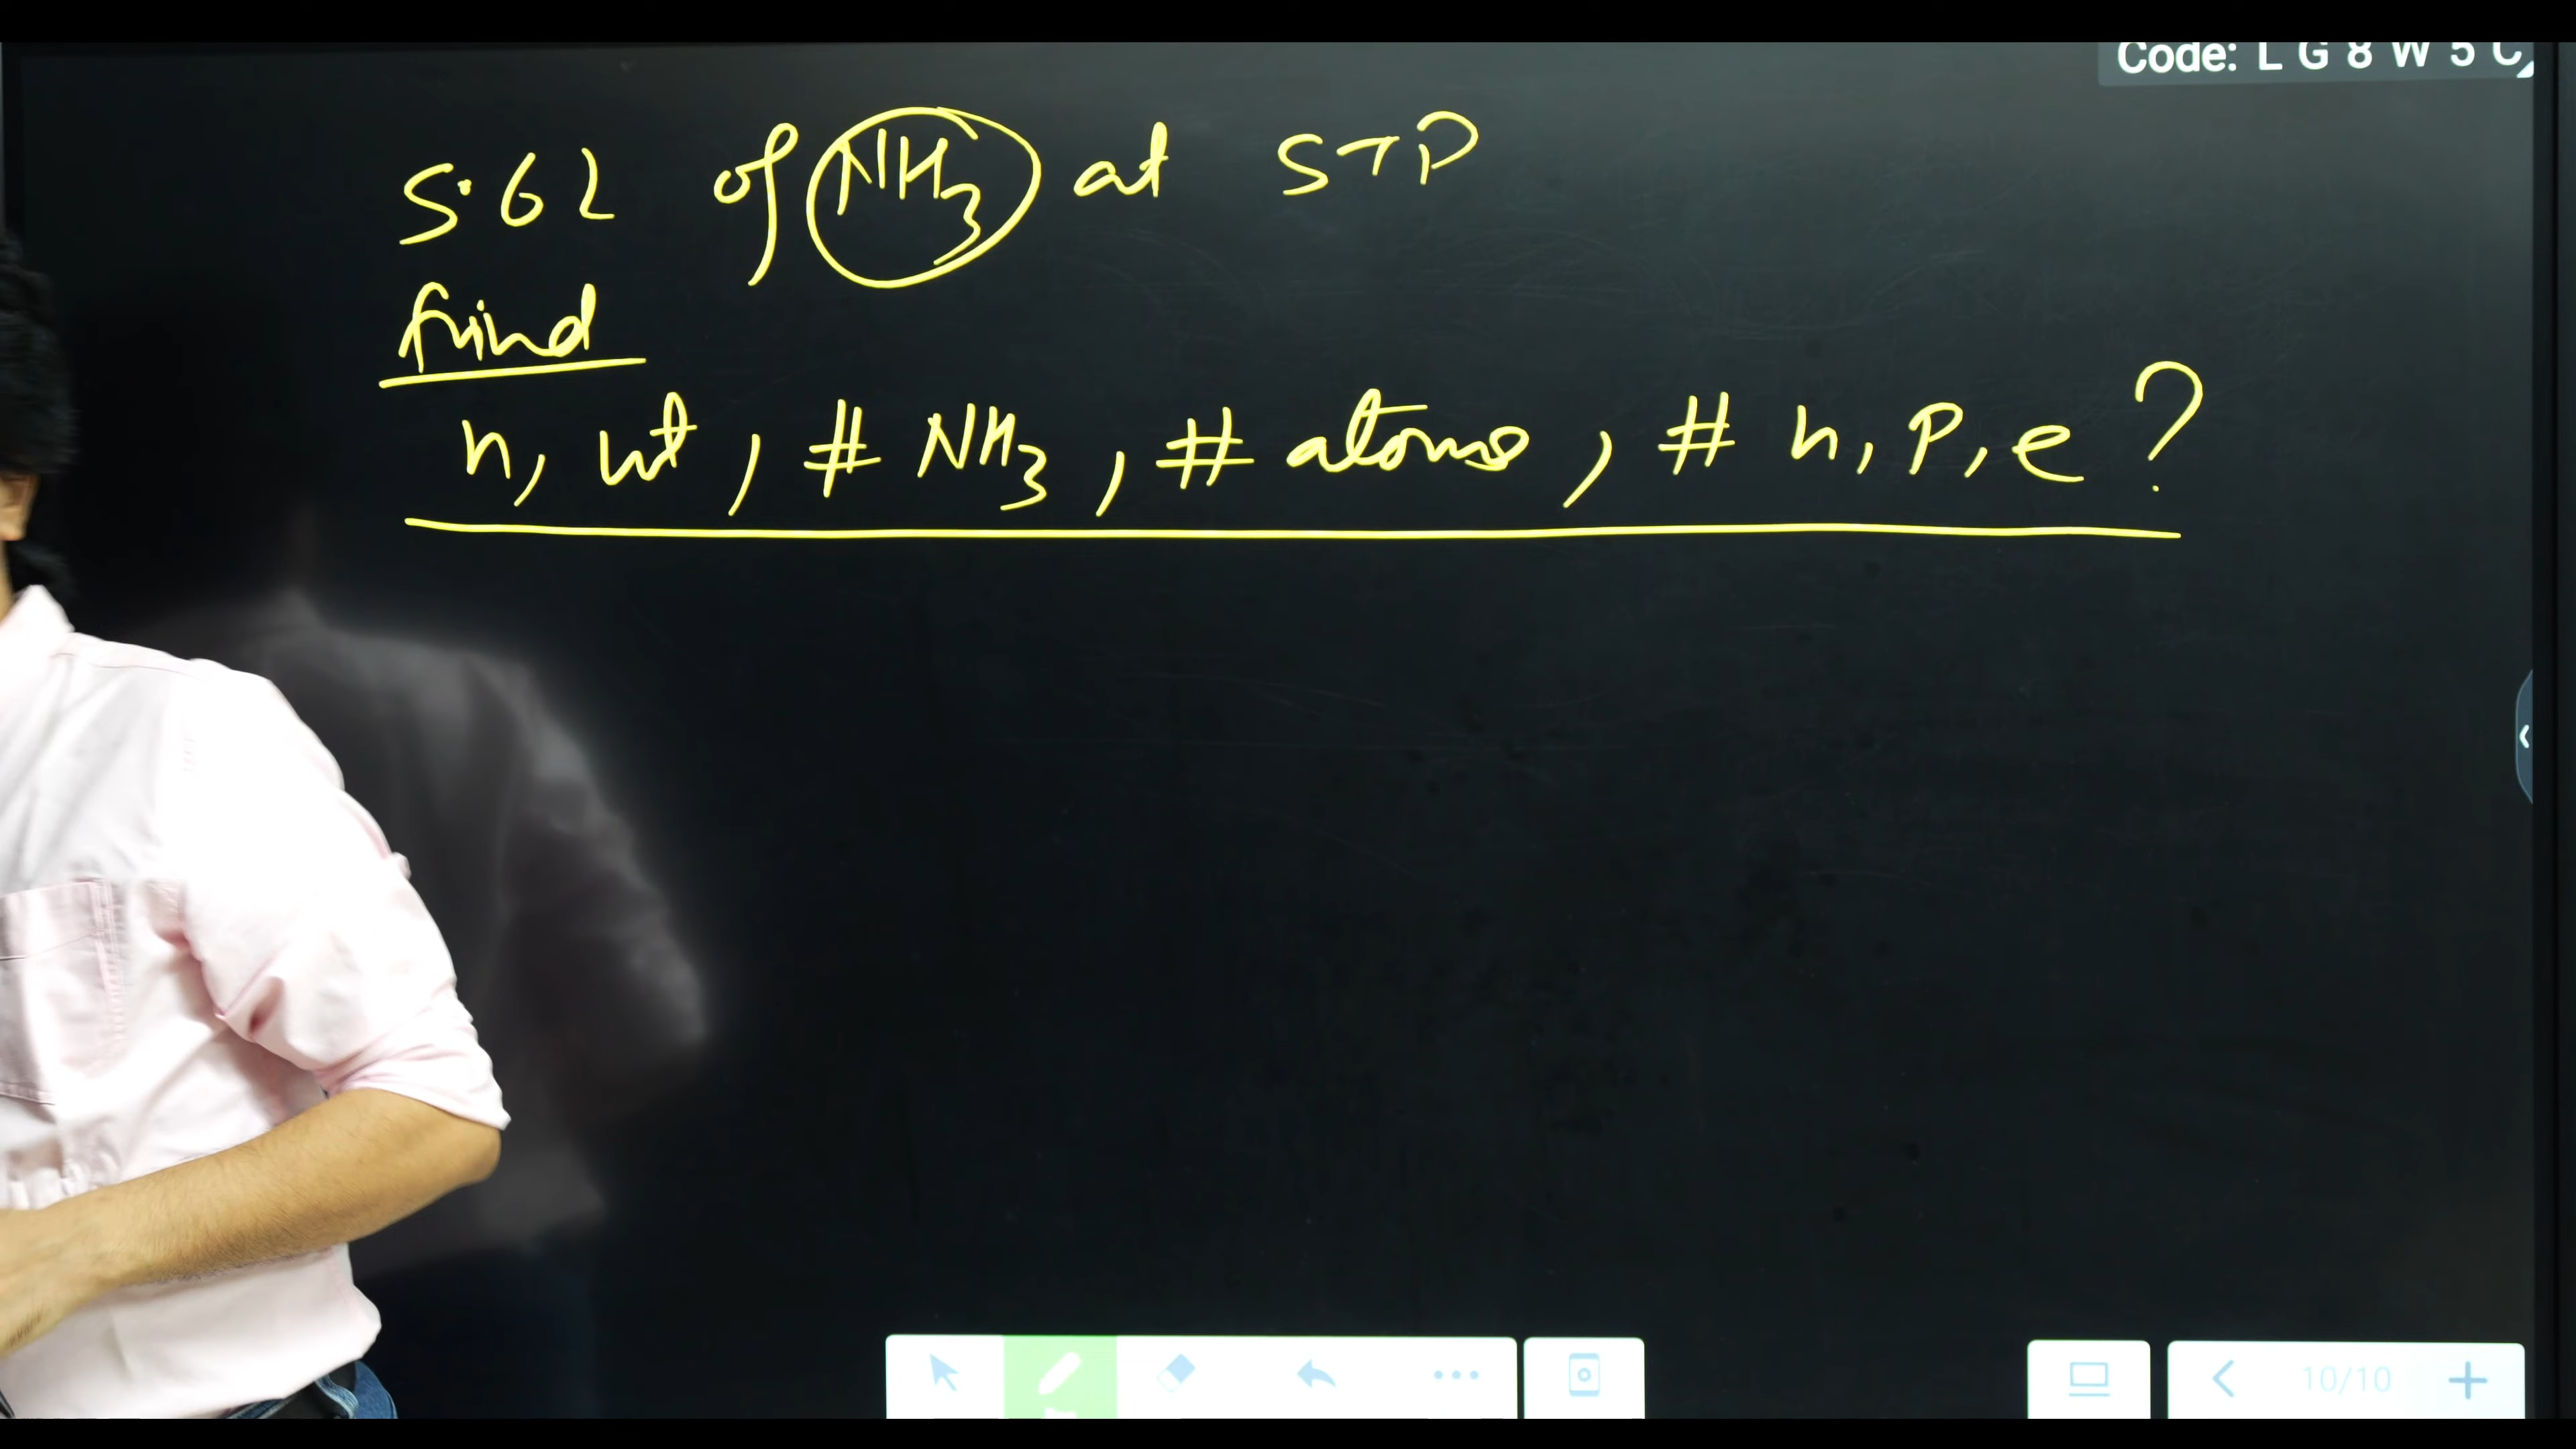 Code: L G 8 W 5 C
5.6 L of NH3 at STP
find
n, wt, # NH3, # atoms, # n, p, e ?
10/10